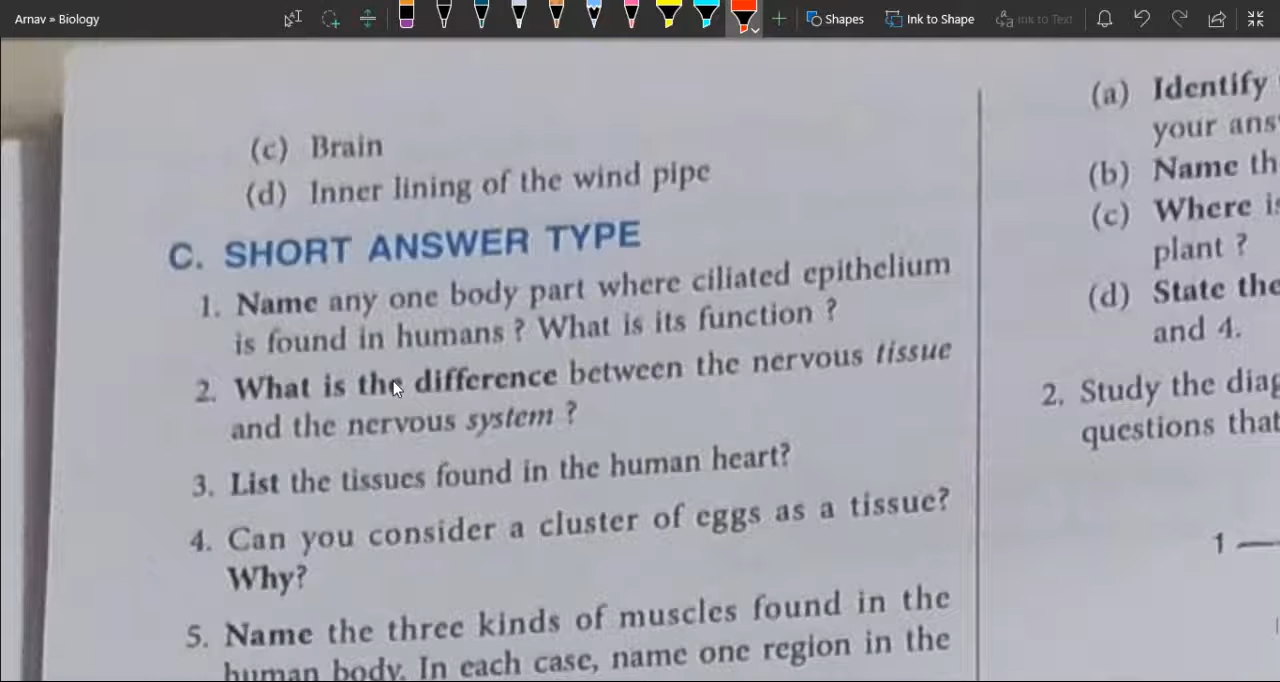 Arnav » Biology
Shapes
Ink to Shape
Ink to Text
(c) Brain
(d) Inner lining of the wind pipe
C. SHORT ANSWER TYPE
1. Name any one body part where ciliated epithelium
is found in humans ? What is its function ?
2. What is the difference between the nervous tissue
and the nervous system ?
3. List the tissues found in the human heart?
4. Can you consider a cluster of eggs as a tissue?
Why?
5. Name the three kinds of muscles found in the
human body. In each case, name one region in the
(a) Identify
your ans
(b) Name th
(c) Where is
plant ?
(d) State the
and 4.
2. Study the diag
questions that
1